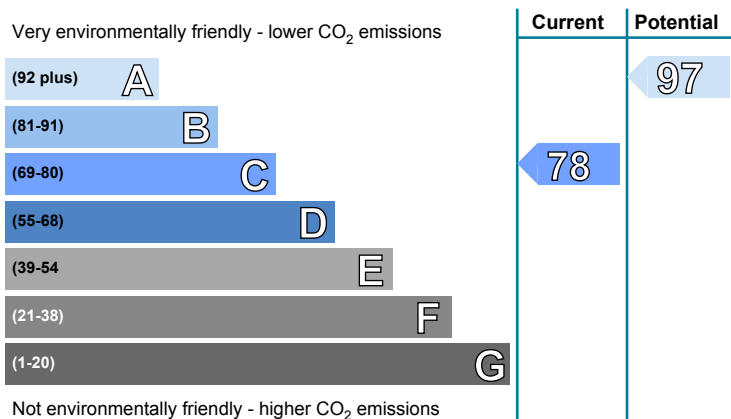 Current Potential
Very environmentally friendly - lower CO₂ emissions
(92 plus) A 97
(81-91) B
(69-80) C 78
(55-68) D
(39-54 E
(21-38) F
(1-20) G
Not environmentally friendly - higher CO₂ emissions